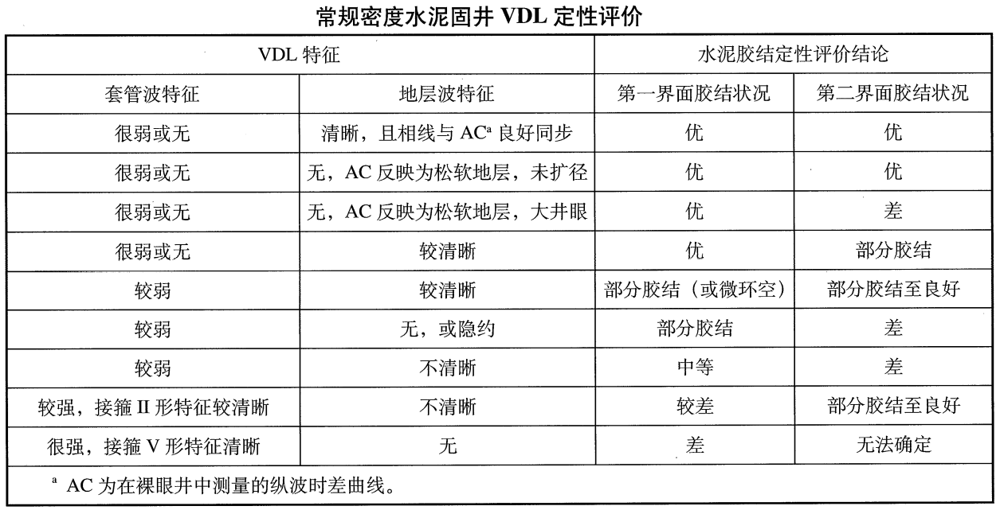 常规密度水泥固井 VDL 定性评价
VDL 特征 水泥胶结定性评价结论
套管波特征 地层波特征 第一界面胶结状况 第二界面胶结状况
很弱或无 清晰，且相线与 ACᵃ 良好同步 优 优
很弱或无 无，AC 反映为松软地层，未扩径 优 优
很弱或无 无，AC 反映为松软地层，大井眼 优 差
很弱或无 较清晰 优 部分胶结
较弱 较清晰 部分胶结（或微环空） 部分胶结至良好
较弱 无，或隐约 部分胶结 差
较弱 不清晰 中等 差
较强，接箍 II 形特征较清晰 不清晰 较差 部分胶结至良好
很强，接箍 V 形特征清晰 无 差 无法确定
ᵃ AC 为在裸眼井中测量的纵波时差曲线。